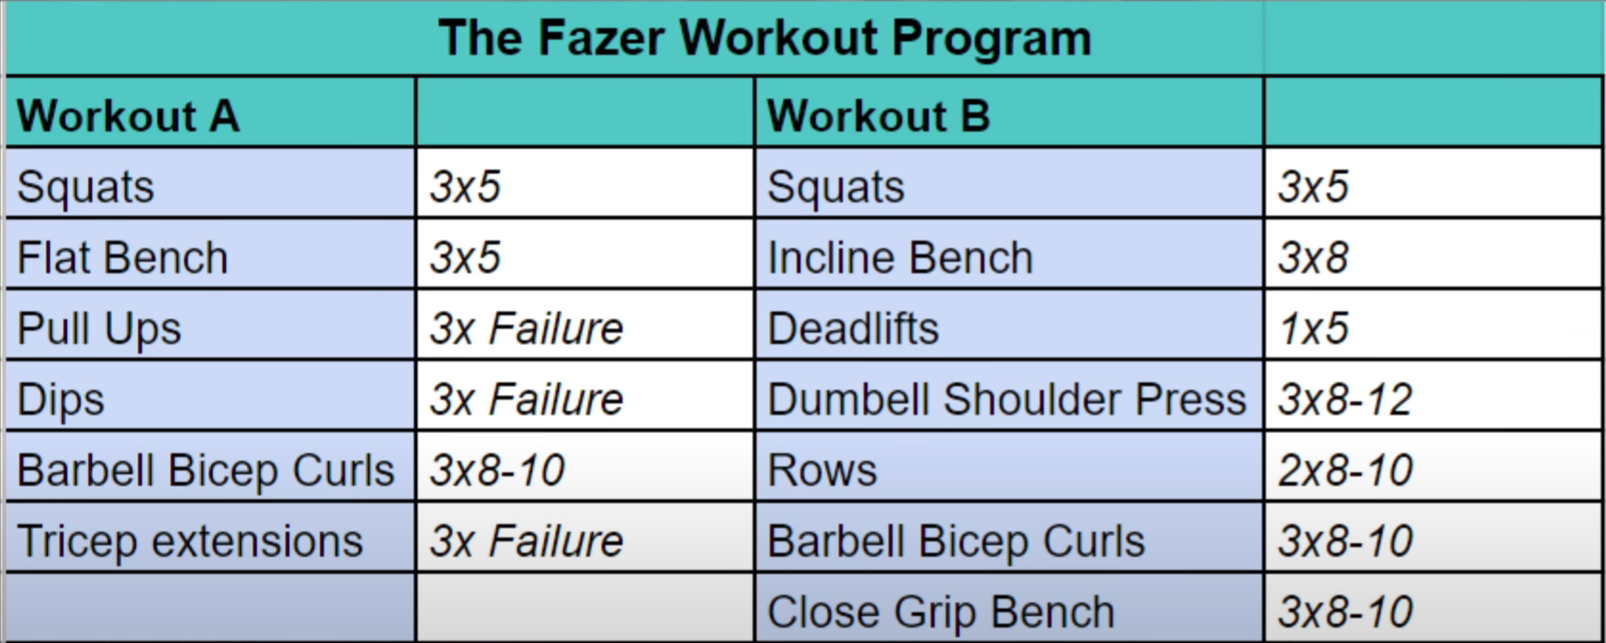 The Fazer Workout Program
Workout A Workout B
Squats 3x5 Squats 3x5
Flat Bench 3x5 Incline Bench 3x8
Pull Ups 3x Failure Deadlifts 1x5
Dips 3x Failure Dumbell Shoulder Press 3x8-12
Barbell Bicep Curls 3x8-10 Rows 2x8-10
Tricep extensions 3x Failure Barbell Bicep Curls 3x8-10
Close Grip Bench 3x8-10